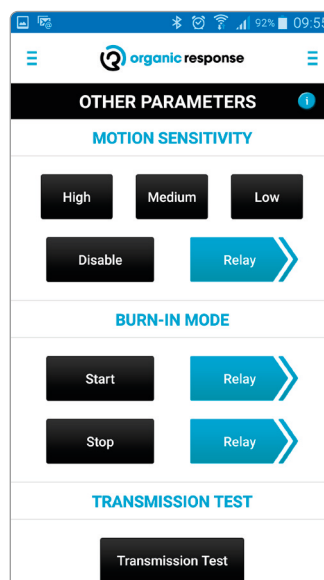 92% 09:55
organic response
OTHER PARAMETERS i
MOTION SENSITIVITY
High Medium Low
Disable Relay
BURN-IN MODE
Start Relay
Stop Relay
TRANSMISSION TEST
Transmission Test